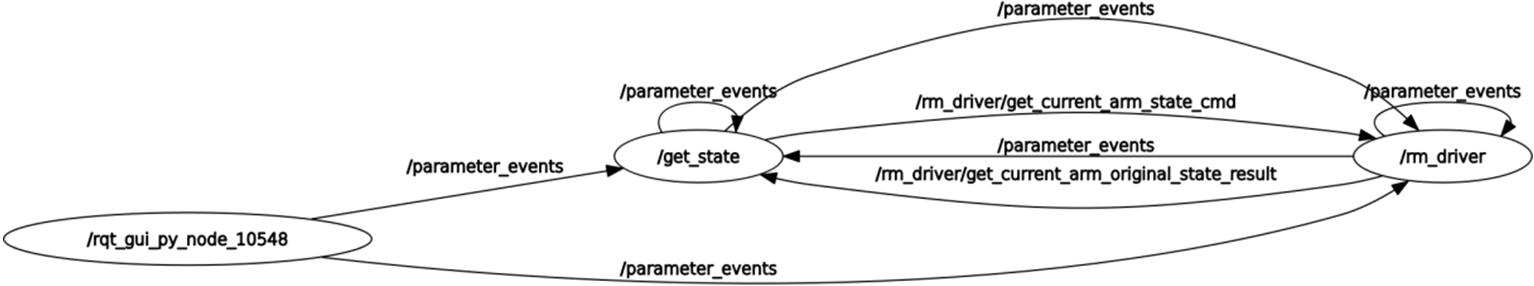 /parameter_events
/parameter_events
/parameter_events
/rm_driver/get_current_arm_state_cmd
/parameter_events
/get_state
/rm_driver
/parameter_events
/rm_driver/get_current_arm_original_state_result
/rqt_gui_py_node_10548
/parameter_events